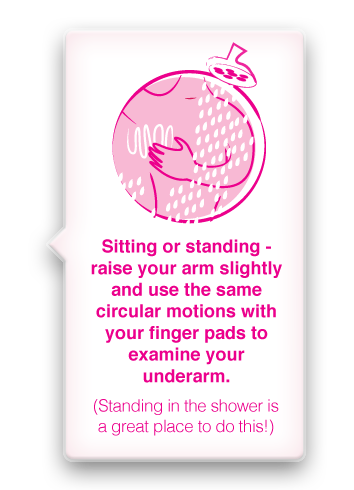 Sitting or standing -
raise your arm slightly
and use the same
circular motions with
your finger pads to
examine your
underarm.
(Standing in the shower is
a great place to do this!)